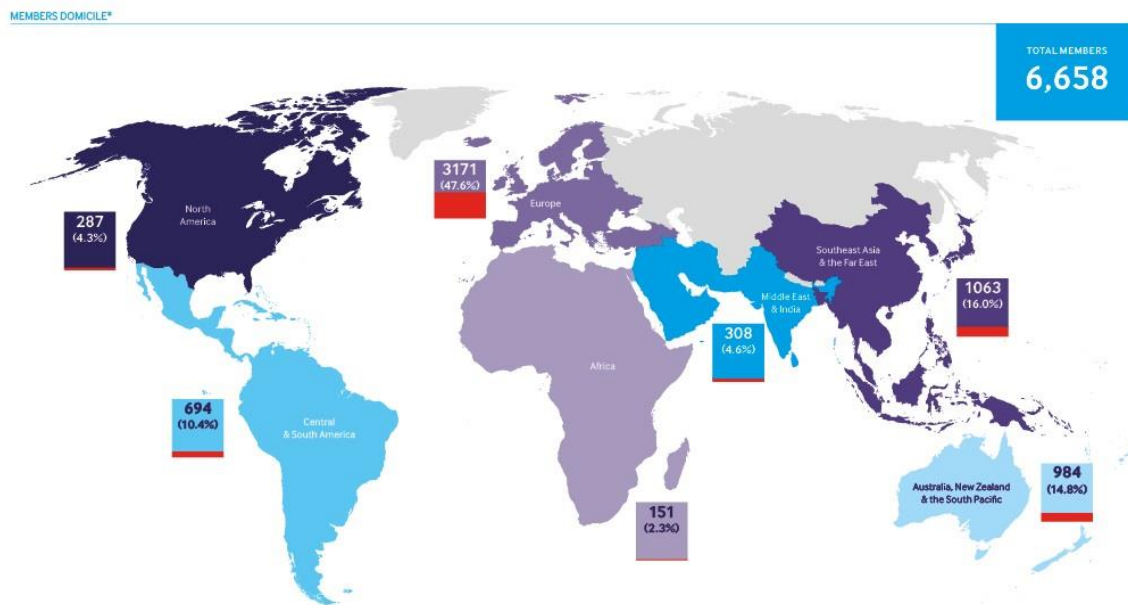 MEMBERS DOMICILE*
TOTAL MEMBERS
6,658
North
America
287
(4.3%)
3171
(47.6%)
Europe
Southeast Asia
& the Far East
1063
(16.0%)
Middle East
& India
308
(4.6%)
Africa
694
(10.4%)
Central
& South America
151
(2.3%)
Australia, New Zealand
& the South Pacific
984
(14.8%)